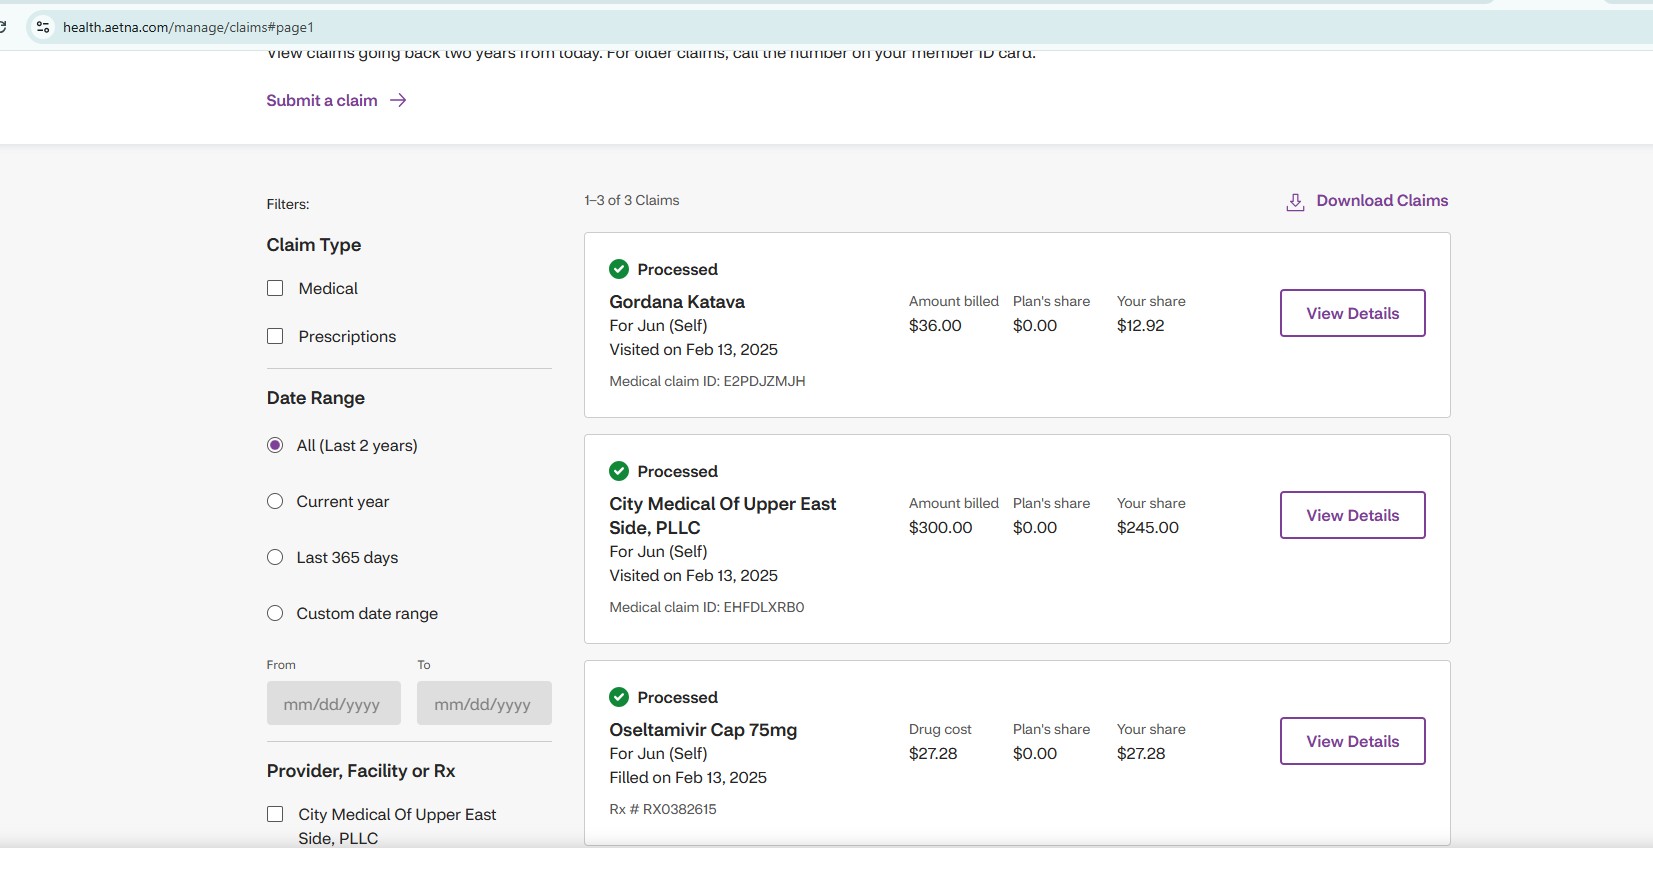 health.aetna.com/manage/claims#page1
View claims going back two years from today. For older claims, call the number on your member ID card.
Submit a claim →
Filters:
Claim Type
Medical
Prescriptions
Date Range
All (Last 2 years)
Current year
Last 365 days
Custom date range
From To
mm/dd/yyyy mm/dd/yyyy
Provider, Facility or Rx
City Medical Of Upper East
Side, PLLC
1–3 of 3 Claims
Download Claims
Processed
Gordana Katava
For Jun (Self)
Visited on Feb 13, 2025
Medical claim ID: E2PDJZMJH
Amount billed Plan's share Your share
$36.00 $0.00 $12.92
View Details
Processed
City Medical Of Upper East
Side, PLLC
For Jun (Self)
Visited on Feb 13, 2025
Medical claim ID: EHFDLXRB0
Amount billed Plan's share Your share
$300.00 $0.00 $245.00
View Details
Processed
Oseltamivir Cap 75mg
For Jun (Self)
Filled on Feb 13, 2025
Rx # RX0382615
Drug cost Plan's share Your share
$27.28 $0.00 $27.28
View Details